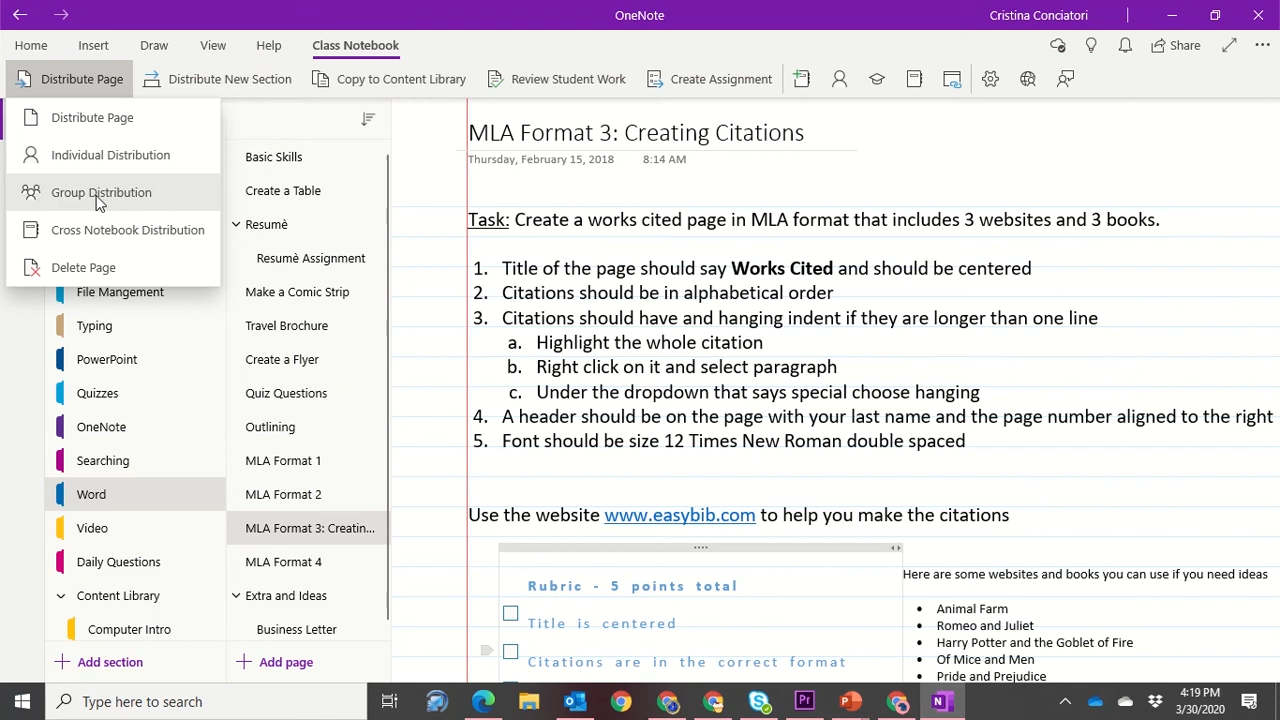 OneNote
Cristina Conciatori
Home
Insert
Draw
View
Help
Class Notebook
Share
Distribute Page
Distribute New Section
Copy to Content Library
Review Student Work
Create Assignment
Distribute Page
Individual Distribution
Group Distribution
Cross Notebook Distribution
Delete Page
File Mangement
Typing
PowerPoint
Quizzes
OneNote
Searching
Word
Video
Daily Questions
Content Library
Computer Intro
Add section
Basic Skills
Create a Table
Resumè
Resumè Assignment
Make a Comic Strip
Travel Brochure
Create a Flyer
Quiz Questions
Outlining
MLA Format 1
MLA Format 2
MLA Format 3: Creatin...
MLA Format 4
Extra and Ideas
Business Letter
Add page
MLA Format 3: Creating Citations
Thursday, February 15, 2018 8:14 AM
Task: Create a works cited page in MLA format that includes 3 websites and 3 books.
1. Title of the page should say Works Cited and should be centered
2. Citations should be in alphabetical order
3. Citations should have and hanging indent if they are longer than one line
a. Highlight the whole citation
b. Right click on it and select paragraph
c. Under the dropdown that says special choose hanging
4. A header should be on the page with your last name and the page number aligned to the right
5. Font should be size 12 Times New Roman double spaced
Use the website www.easybib.com to help you make the citations
Rubric - 5 points total
Title is centered
Citations are in the correct format
Here are some websites and books you can use if you need ideas
• Animal Farm
• Romeo and Juliet
• Harry Potter and the Goblet of Fire
• Of Mice and Men
• Pride and Prejudice
Type here to search
4:19 PM
3/30/2020